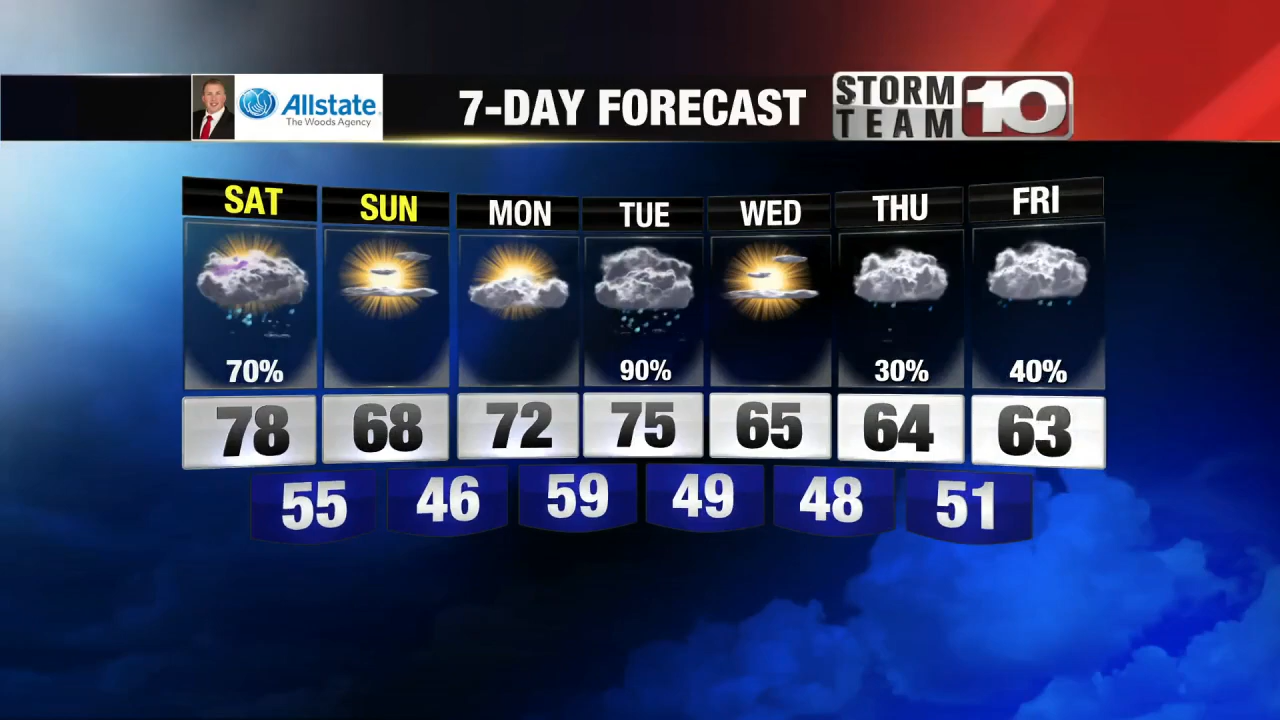 Allstate
The Woods Agency
7-DAY FORECAST
STORM
TEAM
10
SAT SUN MON TUE WED THU FRI
70% 90% 30% 40%
78 68 72 75 65 64 63
55 46 59 49 48 51